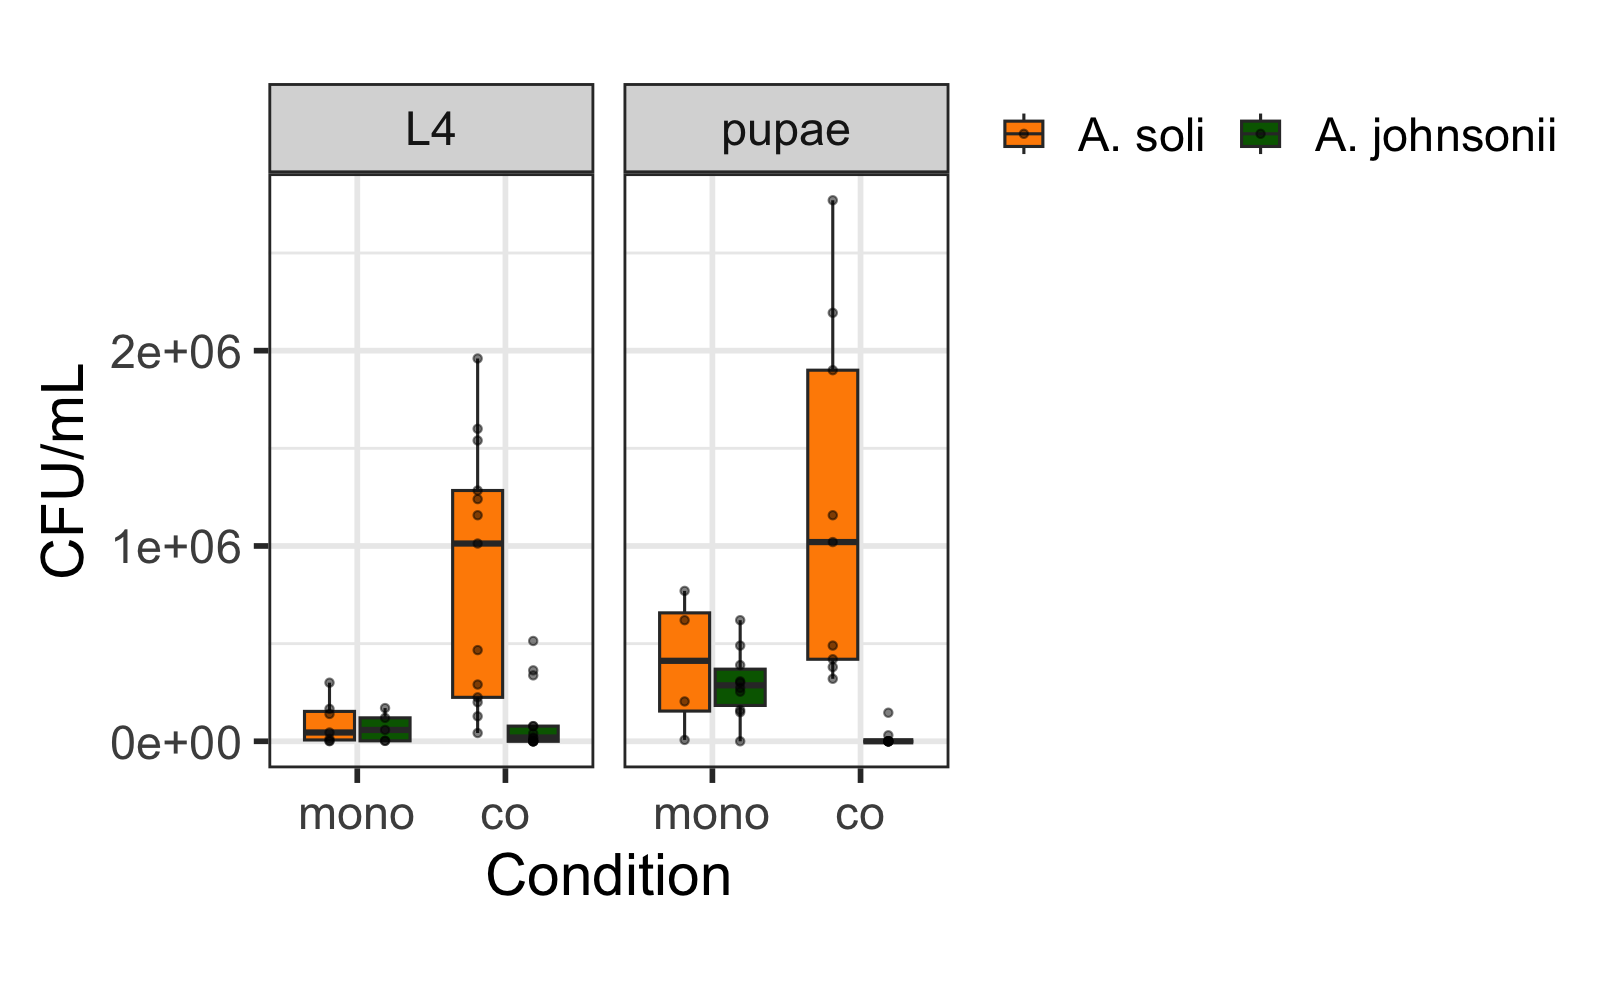 L4
pupae
A. soli
A. johnsonii
CFU/mL
2e+06
1e+06
0e+00
mono
co
mono
co
Condition